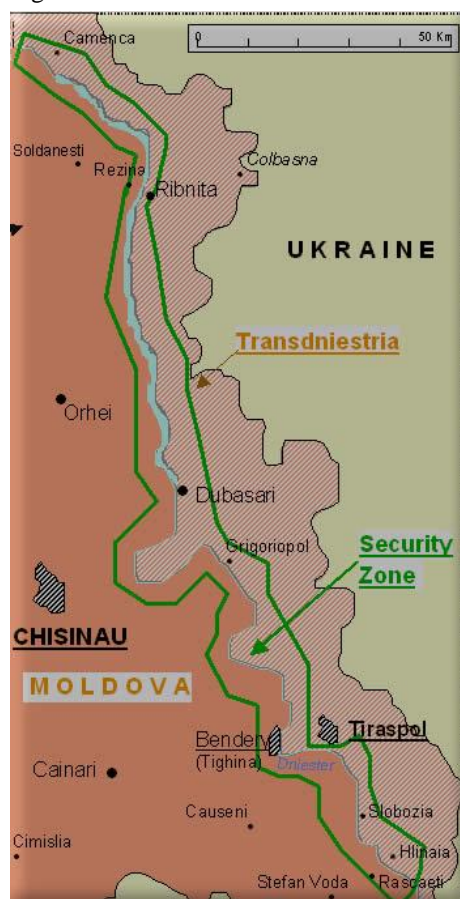 Camenca
0
50 Km
Soldanesti
Rezina
Colbasna
Ribnita
UKRAINE
Transdniestria
Orhei
Dubasari
Grigoriopol
Security
Zone
CHISINAU
MOLDOVA
Tiraspol
Bendery
(Tighina)
Dniester
Cainari
Causeni
Slobozia
Cimislia
Hlinaia
Stefan Voda
Rascaeti